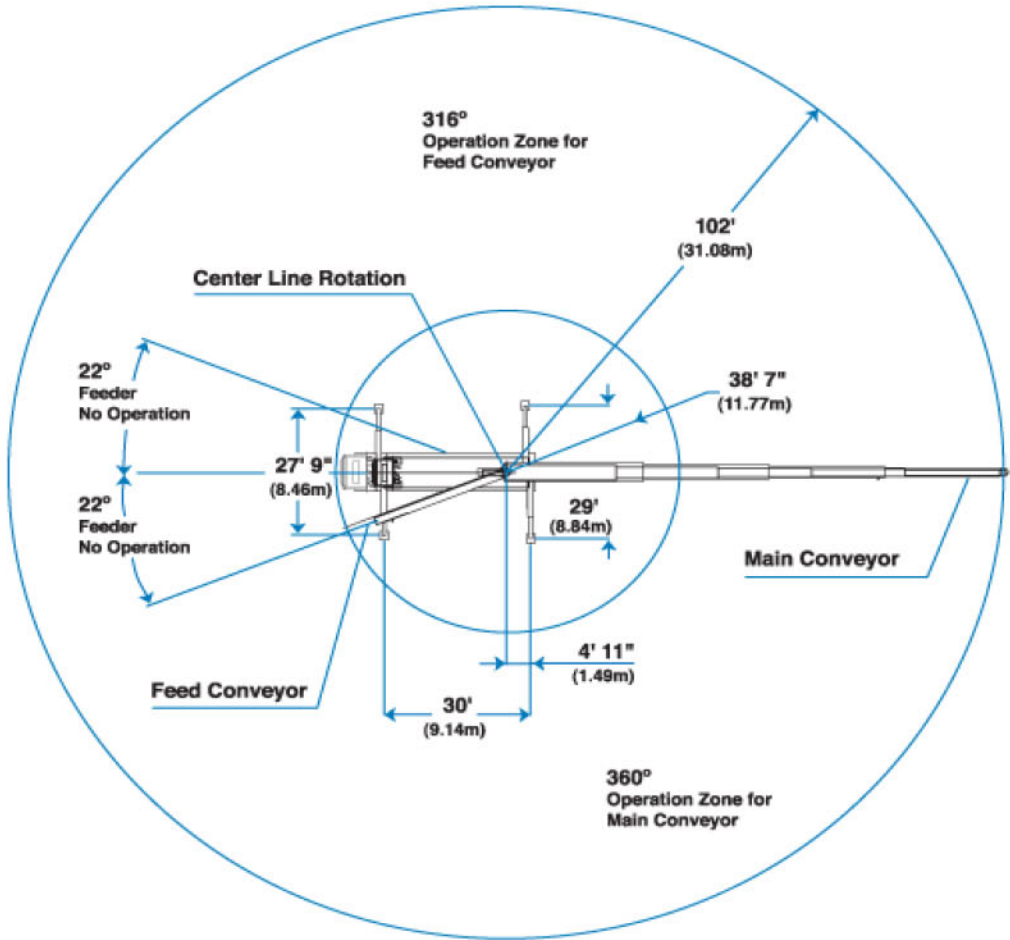 316º
Operation Zone for
Feed Conveyor
102'
(31.08m)
Center Line Rotation
22º
Feeder
No Operation
38' 7"
(11.77m)
27' 9"
(8.46m)
22º
Feeder
No Operation
29'
(8.84m)
Main Conveyor
4' 11"
(1.49m)
Feed Conveyor
30'
(9.14m)
360º
Operation Zone for
Main Conveyor